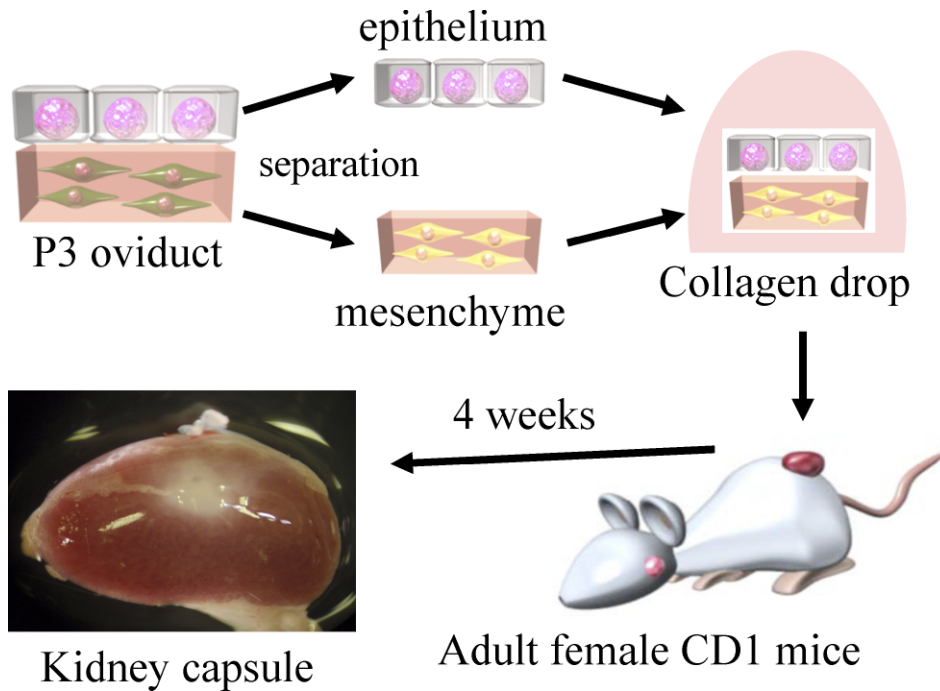 epithelium
separation
P3 oviduct
mesenchyme
Collagen drop
4 weeks
Kidney capsule
Adult female CD1 mice